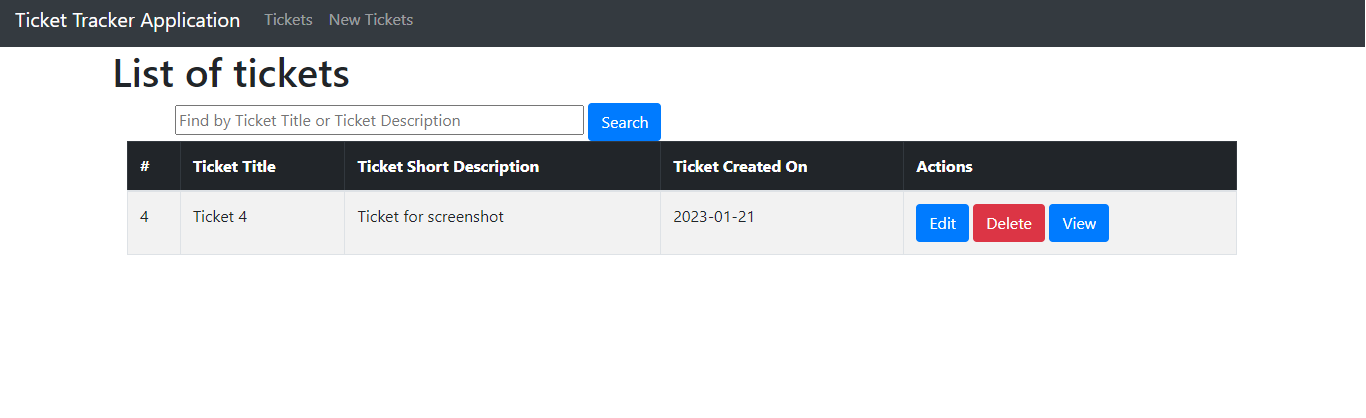 Ticket Tracker Application Tickets New Tickets
List of tickets
Find by Ticket Title or Ticket Description Search
# Ticket Title Ticket Short Description Ticket Created On Actions
4 Ticket 4 Ticket for screenshot 2023-01-21 Edit Delete View